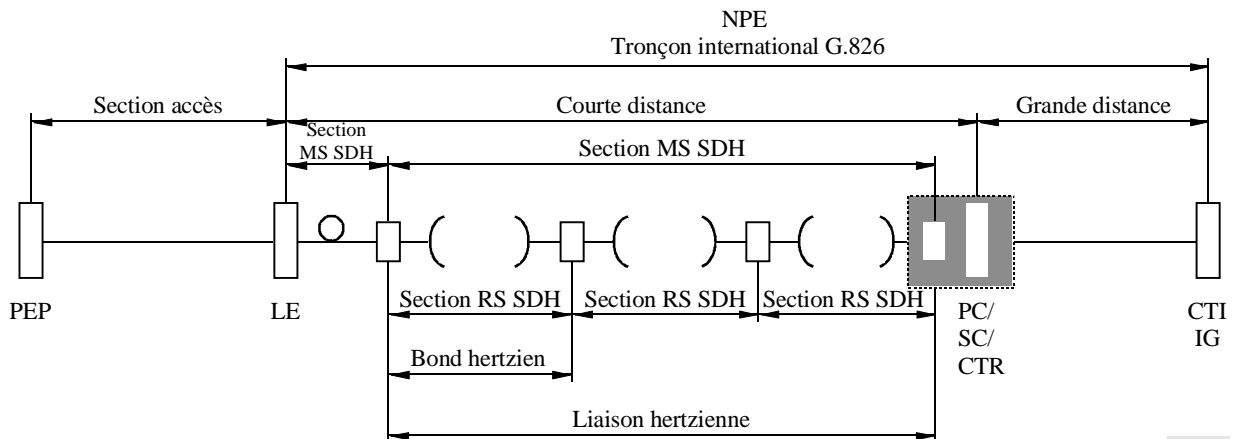 NPE
Tronçon international G.826
Section accès
Courte distance
Grande distance
Section
MS SDH
Section MS SDH
Section RS SDH
Section RS SDH
Section RS SDH
PEP
LE
PC/
SC/
CTR
CTI
IG
Bond hertzien
Liaison hertzienne